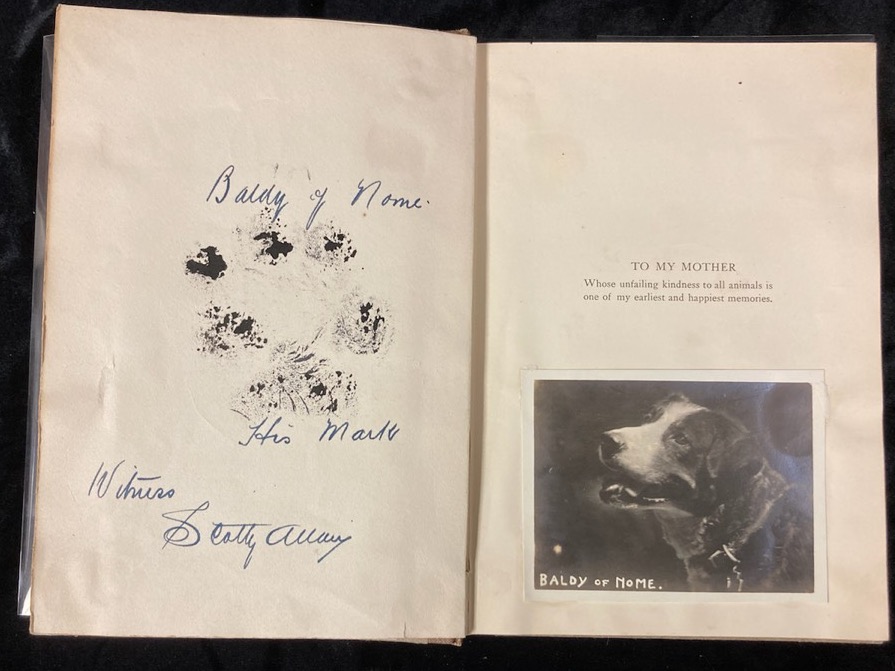 Baldy of Nome.
His Mark
Witness
Scotty Allan
TO MY MOTHER
Whose unfailing kindness to all animals is
one of my earliest and happiest memories.
BALDY OF NOME.